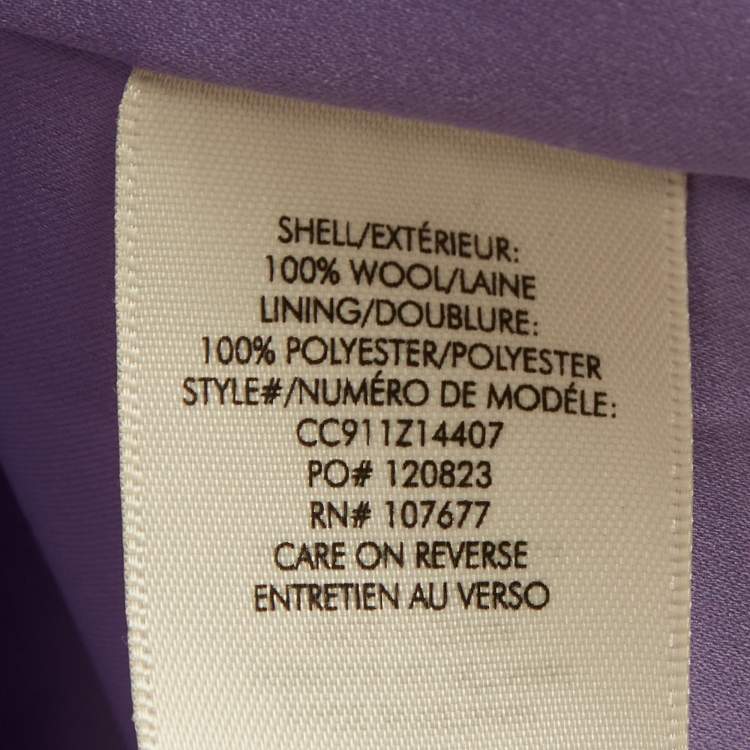 SHELL/EXTÉRIEUR:
100% WOOL/LAINE
LINING/DOUBLURE:
100% POLYESTER/POLYESTER
STYLE#/NUMÉRO DE MODÉLE:
CC911Z14407
PO# 120823
RN# 107677
CARE ON REVERSE
ENTRETIEN AU VERSO